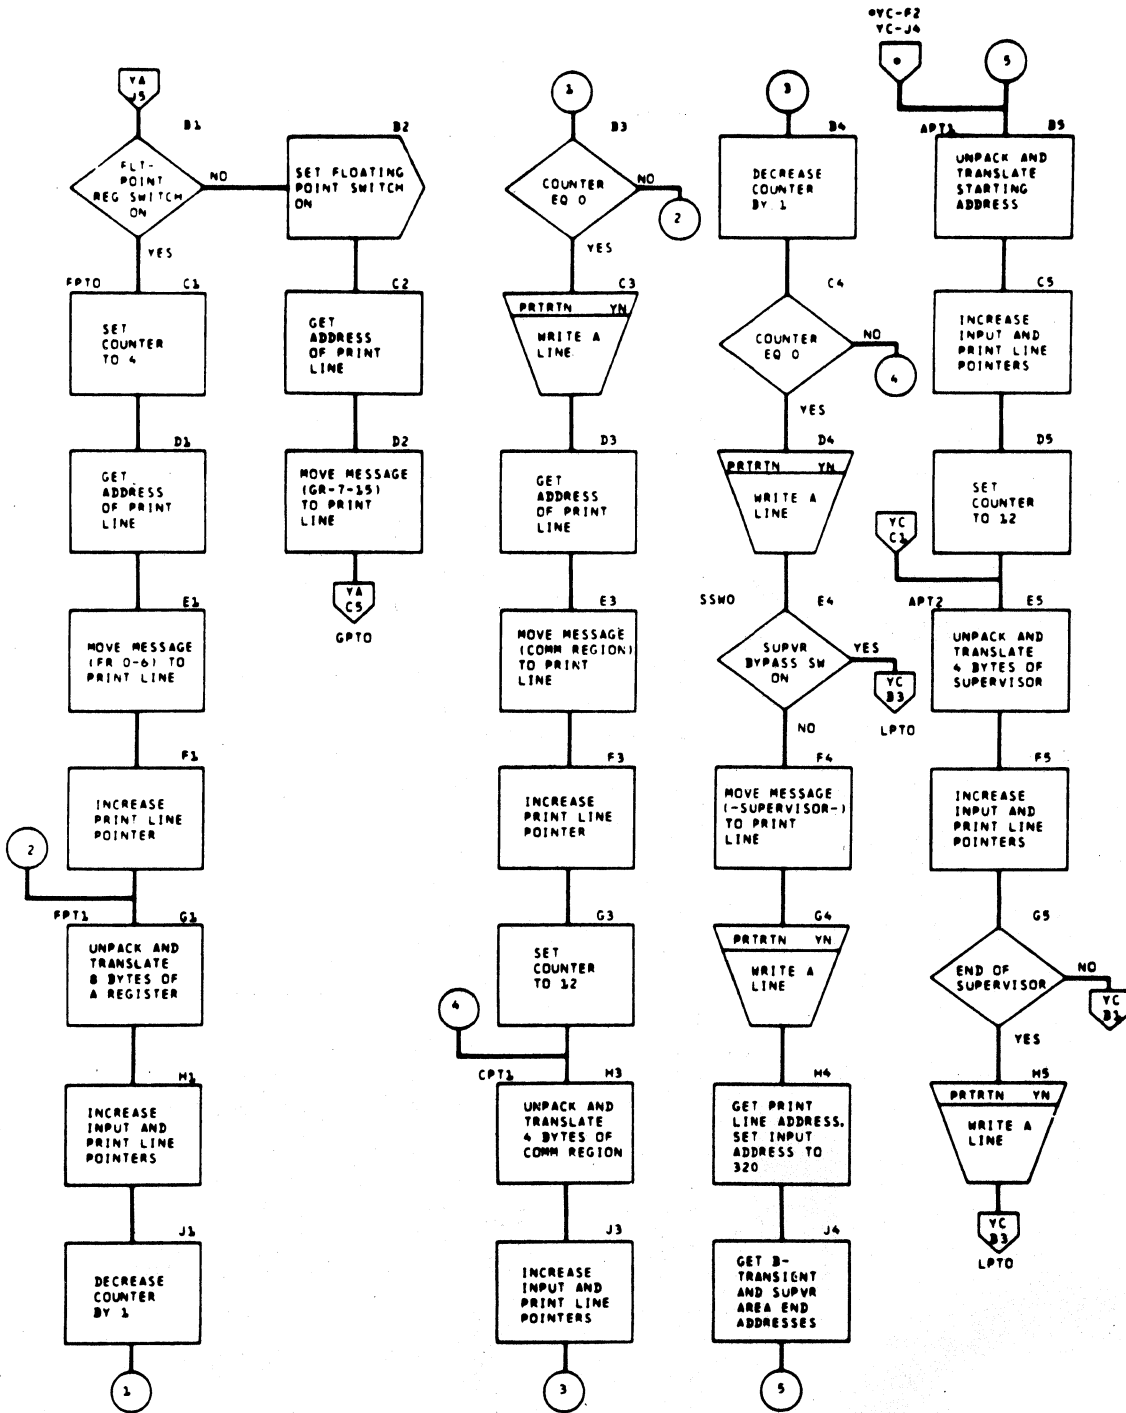 YA
J5
B1
FLT-
POINT
REG SWITCH
ON
NO
YES
FPTO
C1
SET
COUNTER
TO 4
D1
GET
ADDRESS
OF PRINT
LINE
E1
MOVE MESSAGE
(FR 0-6) TO
PRINT LINE
F1
INCREASE
PRINT LINE
POINTER
2
FPT1
G1
UNPACK AND
TRANSLATE
8 BYTES OF
A REGISTER
H1
INCREASE
INPUT AND
PRINT LINE
POINTERS
J1
DECREASE
COUNTER
BY 1
1
B2
SET FLOATING
POINT SWITCH
ON
C2
GET
ADDRESS
OF PRINT
LINE
D2
MOVE MESSAGE
(GR-7-15)
TO PRINT
LINE
YA
C5
GPTO
1
B3
COUNTER
EQ 0
NO
2
YES
C3
PRTRTN YN
WRITE A
LINE
D3
GET
ADDRESS
OF PRINT
LINE
E3
MOVE MESSAGE
(COMM REGION)
TO PRINT
LINE
F3
INCREASE
PRINT LINE
POINTER
G3
SET
COUNTER
TO 12
4
CPT1
H3
UNPACK AND
TRANSLATE
4 BYTES OF
COMM REGION
J3
INCREASE
INPUT AND
PRINT LINE
POINTERS
3
3
B4
DECREASE
COUNTER
BY 1
C4
COUNTER
EQ 0
NO
4
YES
D4
PRTRTN YN
WRITE A
LINE
SSWO
E4
SUPVR
BYPASS SW
ON
YES
YC
B3
LPTO
NO
F4
MOVE MESSAGE
(-SUPERVISOR-)
TO PRINT
LINE
G4
PRTRTN YN
WRITE A
LINE
H4
GET PRINT
LINE ADDRESS.
SET INPUT
ADDRESS TO
320
J4
GET B-
TRANSIENT
AND SUPVR
AREA END
ADDRESSES
5
*YC-F2
YC-J4
*
5
APT1
B5
UNPACK AND
TRANSLATE
STARTING
ADDRESS
C5
INCREASE
INPUT AND
PRINT LINE
POINTERS
D5
SET
COUNTER
TO 12
YC
C1
APT2
E5
UNPACK AND
TRANSLATE
4 BYTES OF
SUPERVISOR
F5
INCREASE
INPUT AND
PRINT LINE
POINTERS
G5
END OF
SUPERVISOR
NO
YC
B1
YES
H5
PRTRTN YN
WRITE A
LINE
YC
B3
LPTO